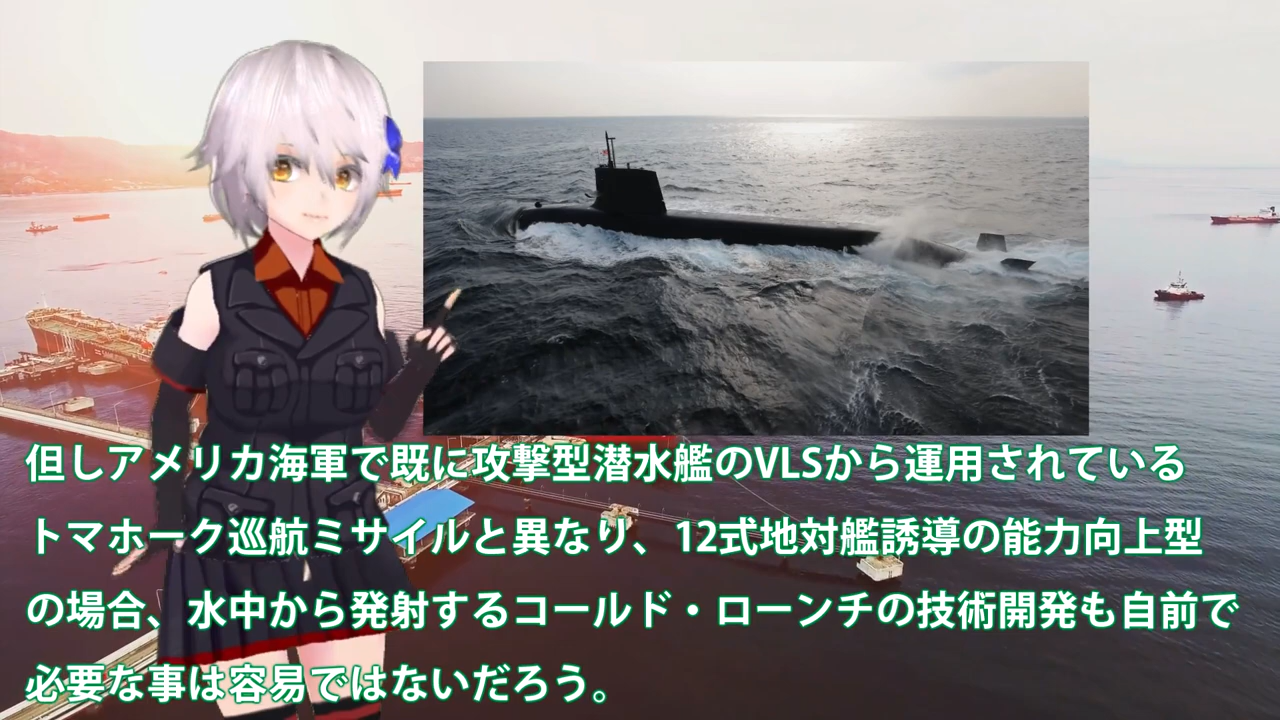 但しアメリカ海軍で既に攻撃型潜水艦のVLSから運用されている
トマホーク巡航ミサイルと異なり、12式地対艦誘導の能力向上型
の場合、水中から発射するコールド・ローンチの技術開発も自前で
必要な事は容易ではないだろう。